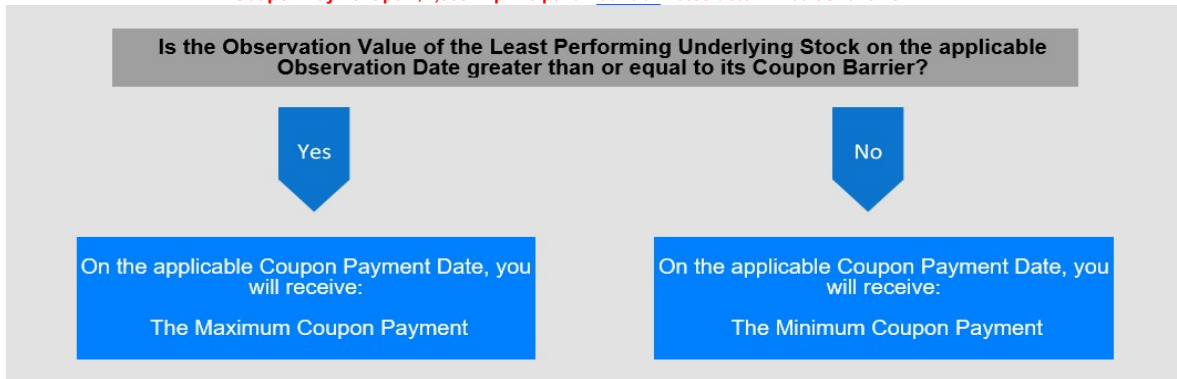 Is the Observation Value of the Least Performing Underlying Stock on the applicable
Observation Date greater than or equal to its Coupon Barrier?
Yes
No
On the applicable Coupon Payment Date, you
will receive:
The Maximum Coupon Payment
On the applicable Coupon Payment Date, you
will receive:
The Minimum Coupon Payment